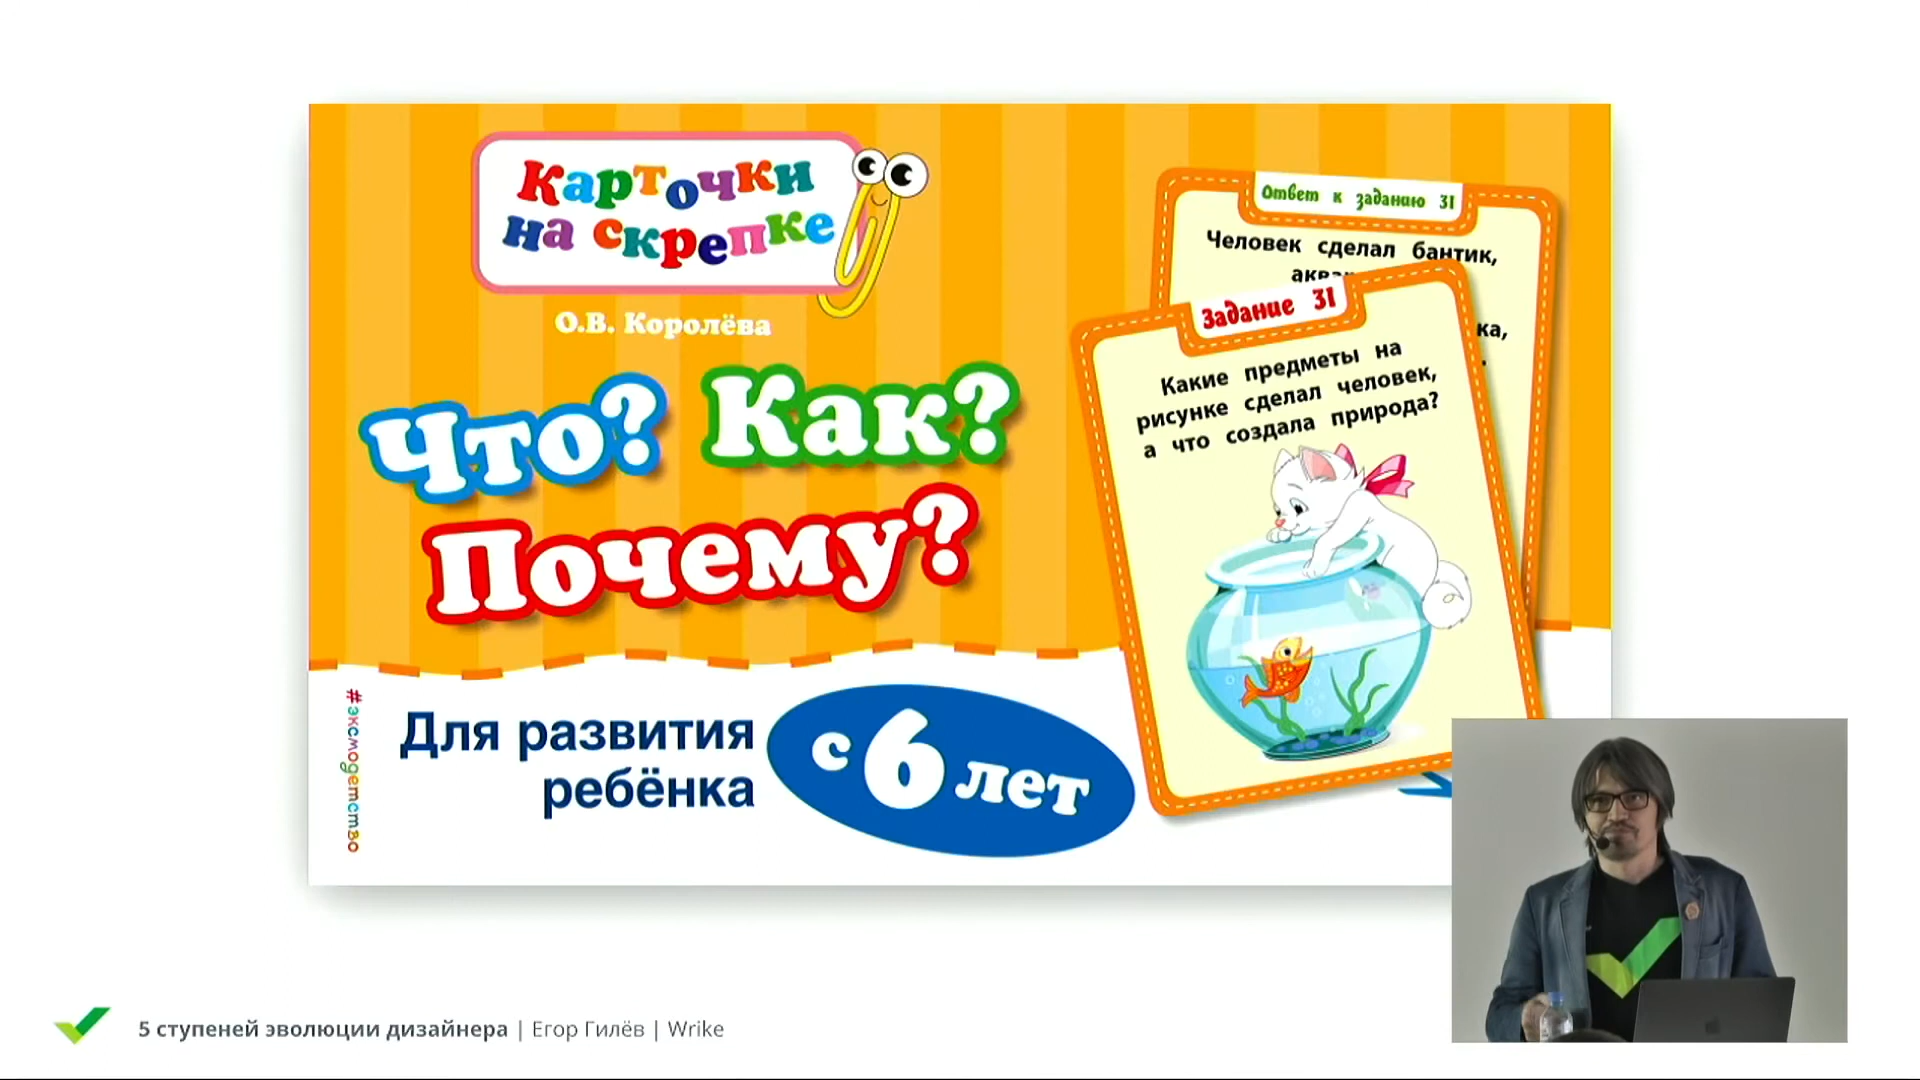 Карточки
на скрепке
О.В. Королёва
Что? Как?
Почему?
#эксмодетство
Для развития
ребёнка
с 6 лет
Ответ к заданию 31
Человек сделал бантик,
ка,
.
Задание 31
Какие предметы на
рисунке сделал человек,
а что создала природа?
5 ступеней эволюции дизайнера | Егор Гилёв | Wrike